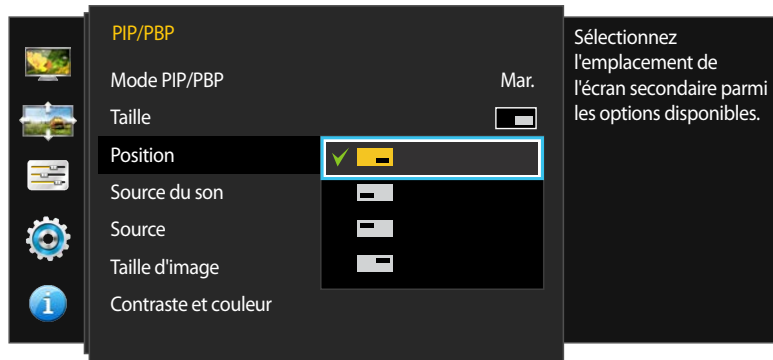 PIP/PBP
Mode PIP/PBP Mar.
Taille
Position
Source du son
Source
Taille d'image
Contraste et couleur
Sélectionnez
l'emplacement de
l'écran secondaire parmi
les options disponibles.
i